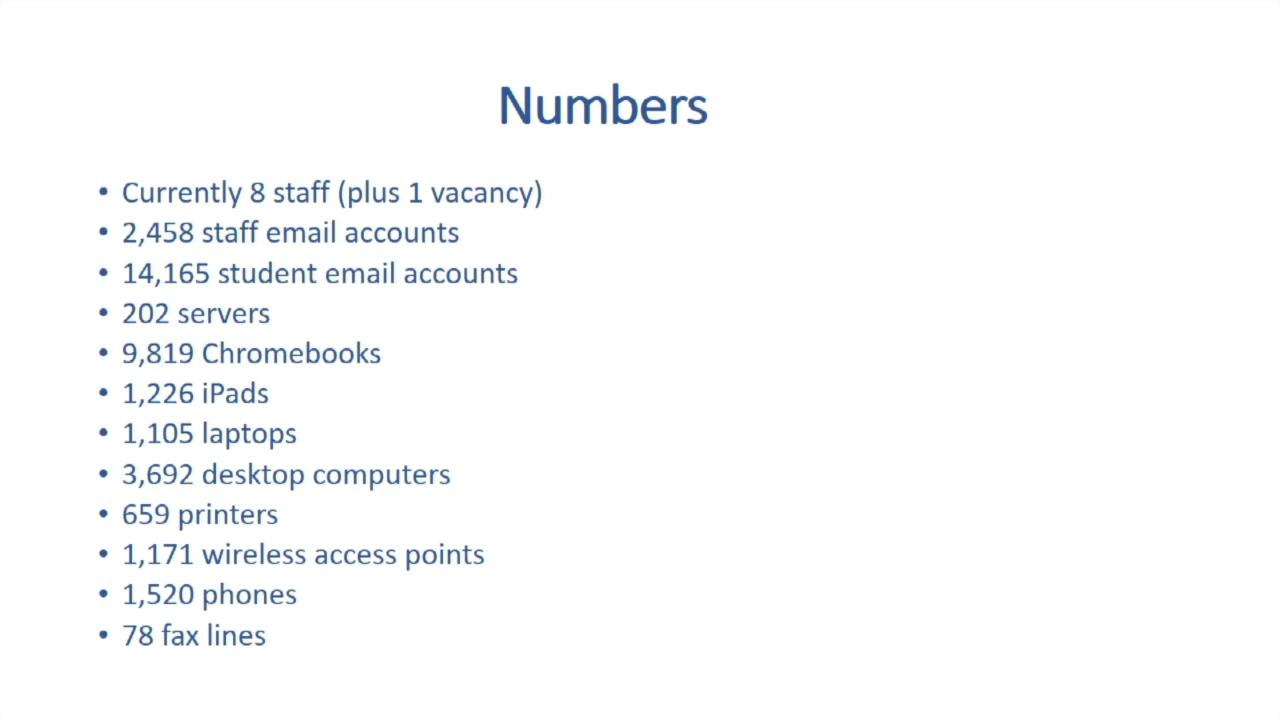 Numbers
• Currently 8 staff (plus 1 vacancy)
• 2,458 staff email accounts
• 14,165 student email accounts
• 202 servers
• 9,819 Chromebooks
• 1,226 iPads
• 1,105 laptops
• 3,692 desktop computers
• 659 printers
• 1,171 wireless access points
• 1,520 phones
• 78 fax lines